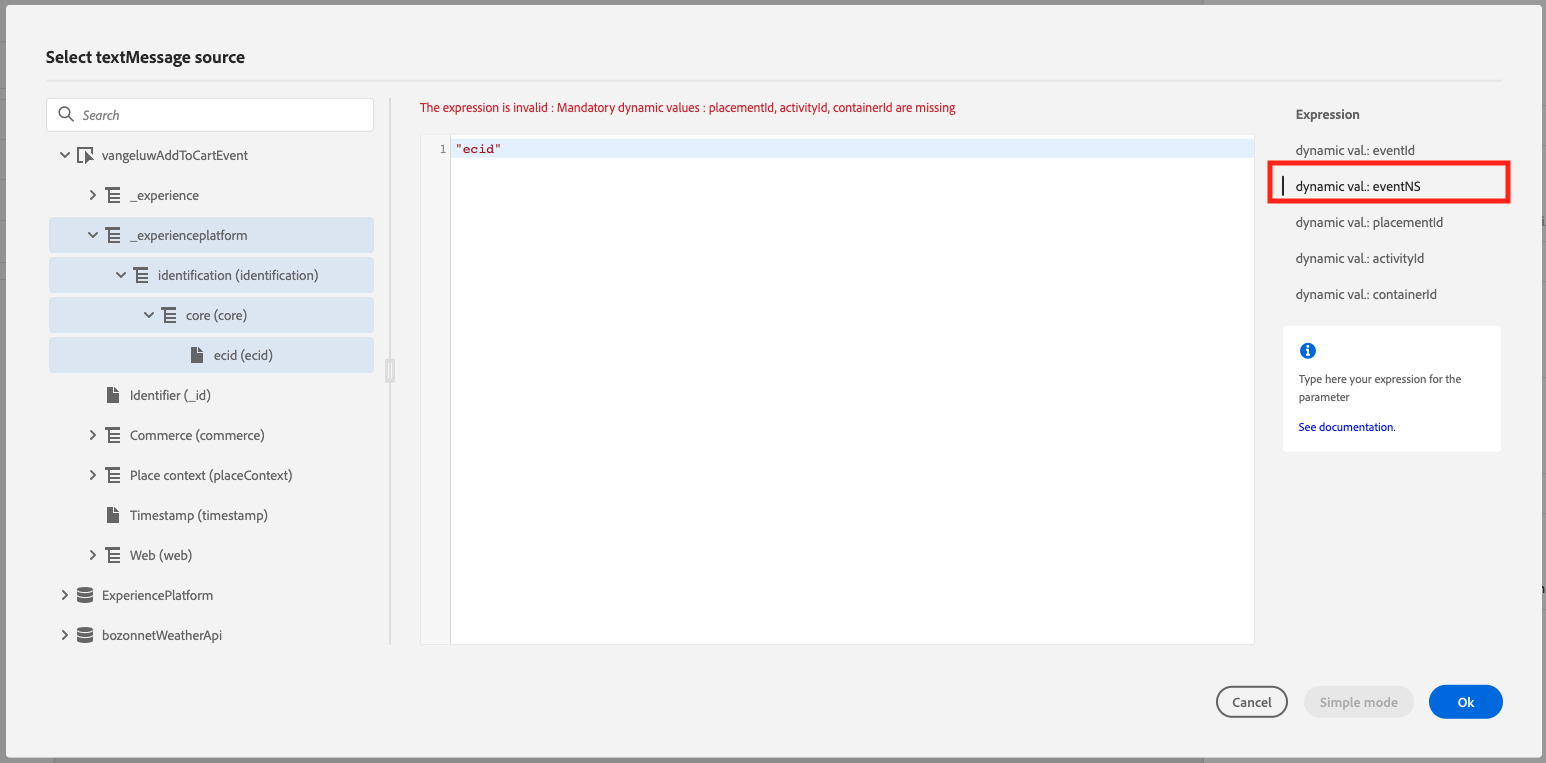 Select textMessage source
Search
vangeluwAddToCartEvent
_experience
_experienceplatform
identification (identification)
core (core)
ecid (ecid)
Identifier (_id)
Commerce (commerce)
Place context (placeContext)
Timestamp (timestamp)
Web (web)
ExperiencePlatform
bozonnetWeatherApi
The expression is invalid : Mandatory dynamic values : placementId, activityId, containerId are missing
1 "ecid"
Expression
dynamic val.: eventId
dynamic val.: eventNS
dynamic val.: placementId
dynamic val.: activityId
dynamic val.: containerId
Type here your expression for the
parameter
See documentation.
Cancel
Simple mode
Ok